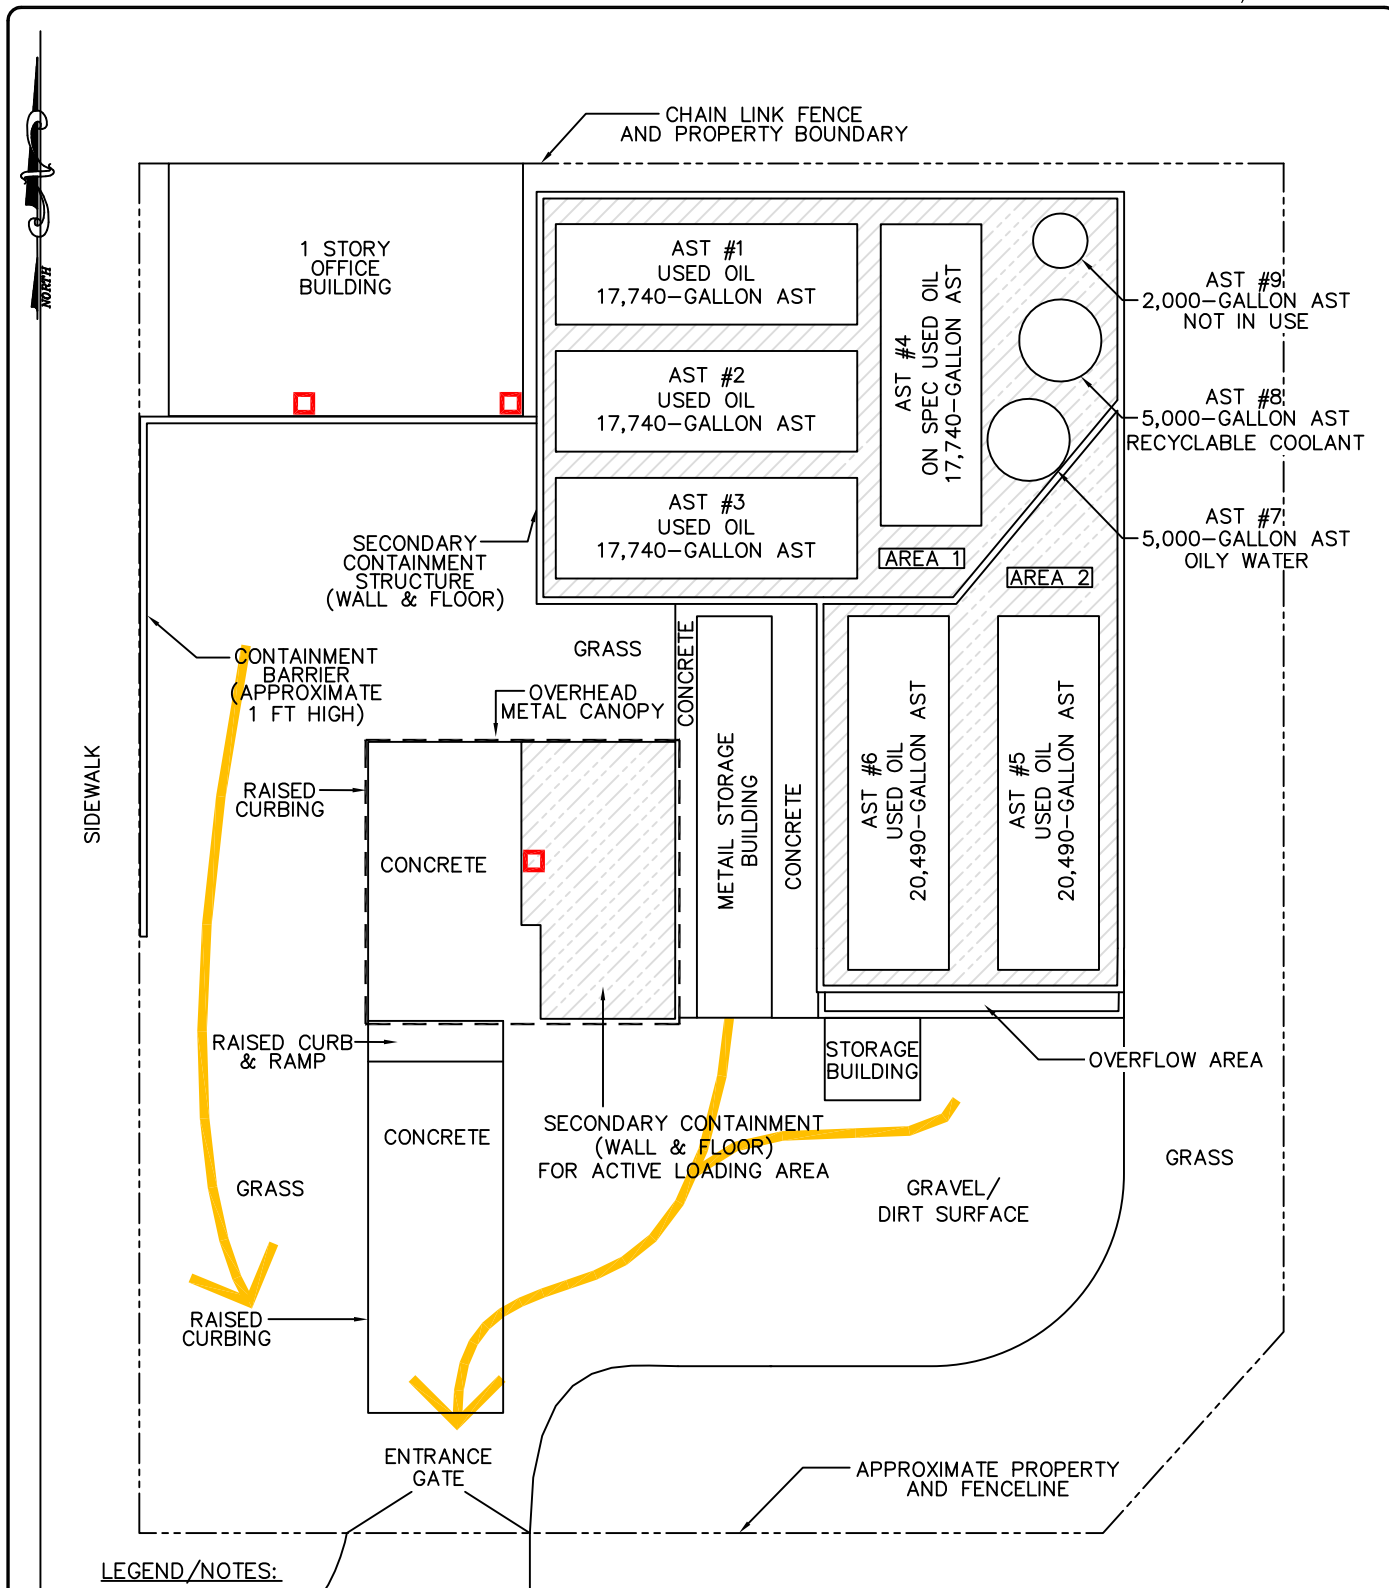 CHAIN LINK FENCE
AND PROPERTY BOUNDARY
NORTH
1 STORY
OFFICE
BUILDING
AST #1
USED OIL
17,740-GALLON AST
AST #2
USED OIL
17,740-GALLON AST
AST #3
USED OIL
17,740-GALLON AST
AST #4
ON SPEC USED OIL
17,740-GALLON AST
AST #9
2,000-GALLON AST
NOT IN USE
AST #8
5,000-GALLON AST
RECYCLABLE COOLANT
AST #7
5,000-GALLON AST
OILY WATER
AREA 1
AREA 2
SECONDARY
CONTAINMENT
STRUCTURE
(WALL & FLOOR)
CONTAINMENT
BARRIER
(APPROXIMATE
1 FT HIGH)
GRASS
OVERHEAD
METAL CANOPY
CONCRETE
METAIL STORAGE
BUILDING
CONCRETE
AST #6
USED OIL
20,490-GALLON AST
AST #5
USED OIL
20,490-GALLON AST
SIDEWALK
RAISED
CURBING
CONCRETE
RAISED CURB
& RAMP
STORAGE
BUILDING
OVERFLOW AREA
CONCRETE
SECONDARY CONTAINMENT
(WALL & FLOOR)
FOR ACTIVE LOADING AREA
GRASS
GRASS
GRAVEL/
DIRT SURFACE
RAISED
CURBING
ENTRANCE
GATE
APPROXIMATE PROPERTY
AND FENCELINE
LEGEND/NOTES: